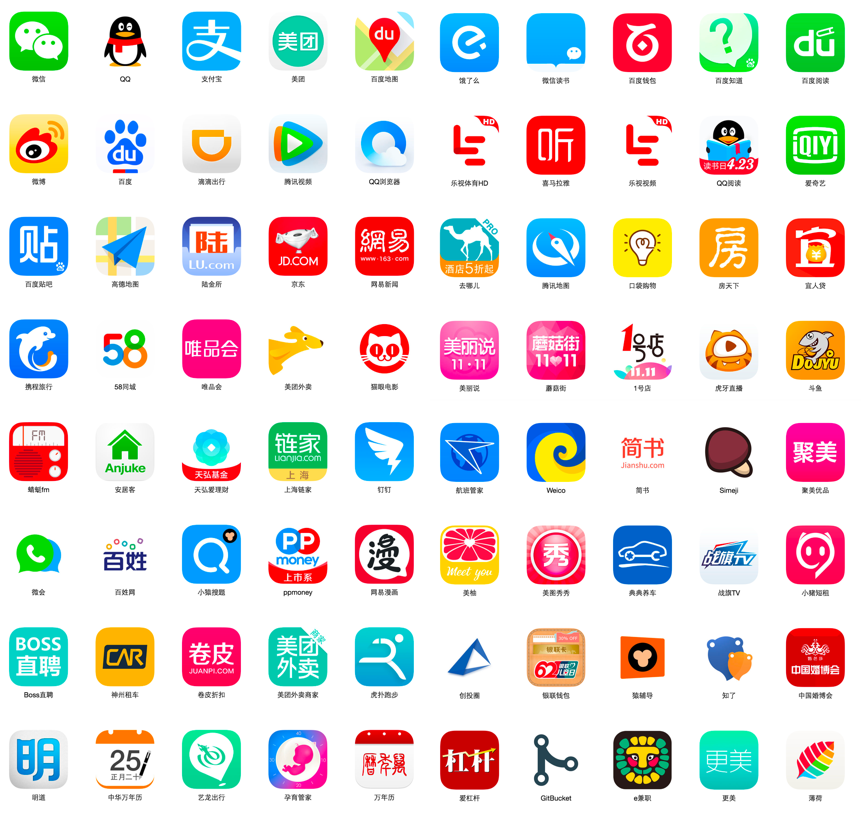 du
du
微信
QQ
支付宝
美团
百度地图
饿了么
微信读书
百度钱包
百度知道
百度阅读
美团
支
du
HD
听
HD
读书日4.23
iQIYI
微博
百度
滴滴出行
腾讯视频
QQ浏览器
乐视体育HD
喜马拉雅
乐视视频
QQ阅读
爱奇艺
贴
陆
LU.com
JD.COM
網易
www·163·com
PRO
酒店5折起
房
宜
百度贴吧
高德地图
陆金所
京东
网易新闻
去哪儿
腾讯地图
口袋购物
房天下
宜人贷
58
唯品会
美丽说
11·11
蘑菇街
11 11
1号店
11.11
DOUYU
携程旅行
58同城
唯品会
美团外卖
猫眼电影
美丽说
蘑菇街
1号店
虎牙直播
斗鱼
FM
Anjuke
天弘基金
链家
lianjia.com
上海
简书
Jianshu.com
聚美
蜻蜓fm
安居客
天弘爱理财
上海链家
钉钉
航班管家
Weico
简书
Simeji
聚美优品
百姓
PP
money
上市系
漫
Meet you
秀
战旗TV
微会
百姓网
小猿搜题
ppmoney
网易漫画
美柚
美图秀秀
典典养车
战旗TV
小猪短租
BOSS
直聘
CAR
卷皮
JUANPI.COM
美团
外卖
商家
银联卡
62
中国婚博会
Boss直聘
神州租车
卷皮折扣
美团外卖商家
虎扑跑步
创投圈
银联钱包
猿辅导
知了
中国婚博会
明
25
正月二十
杠杆
更美
明道
中华万年历
艺龙出行
孕育管家
万年历
爱杠杆
GitBucket
e兼职
更美
薄荷